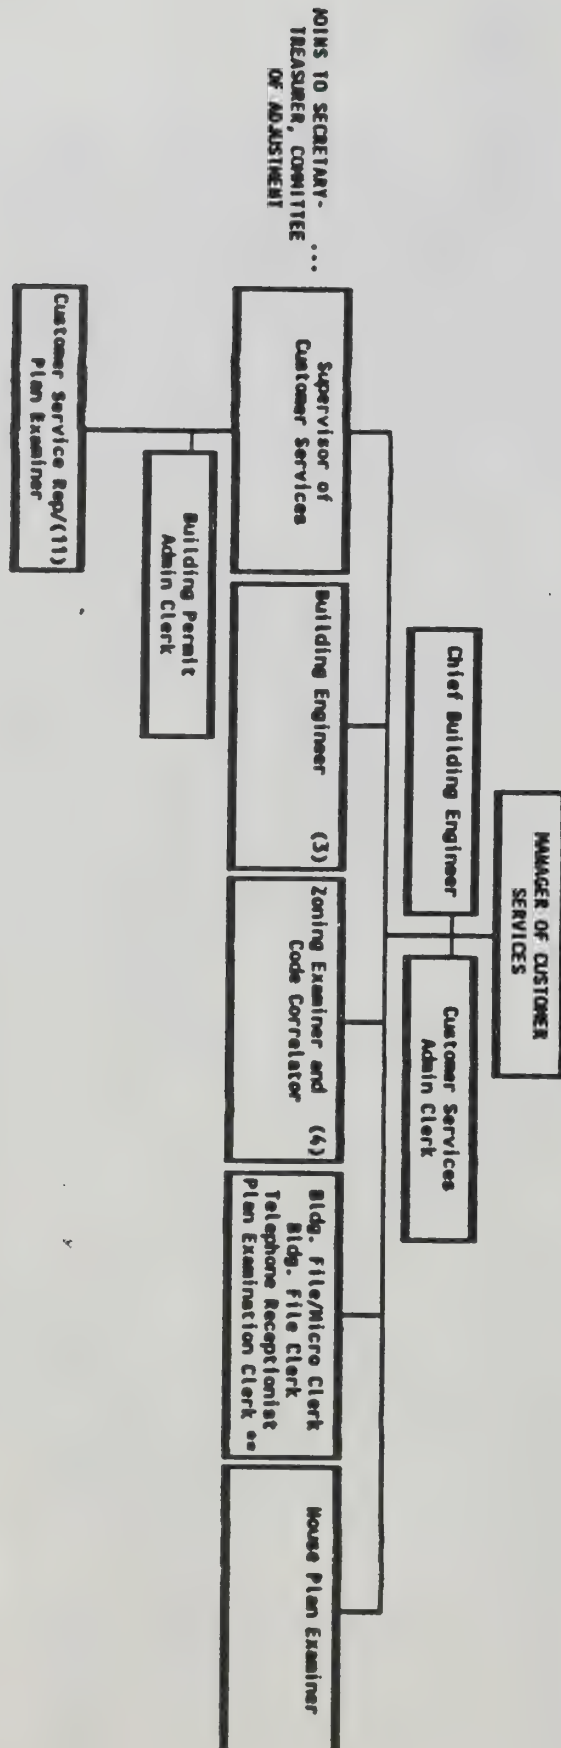 MANAGER OF CUSTOMER
SERVICES
Chief Building Engineer
Customer Services
Admin Clerk
JOINS TO SECRETARY- ...
TREASURER, COMMITTEE
OF ADJUSTMENT
Supervisor of
Customer Services
Building Engineer
(3)
Zoning Examiner and
Code Correlator (4)
Bldg. File/Micro Clerk
Bldg. File Clerk
Telephone Receptionist
Plan Examination Clerk **
House Plan Examiner
Building Permit
Admin Clerk
Customer Service Rep/(11)
Plan Examiner